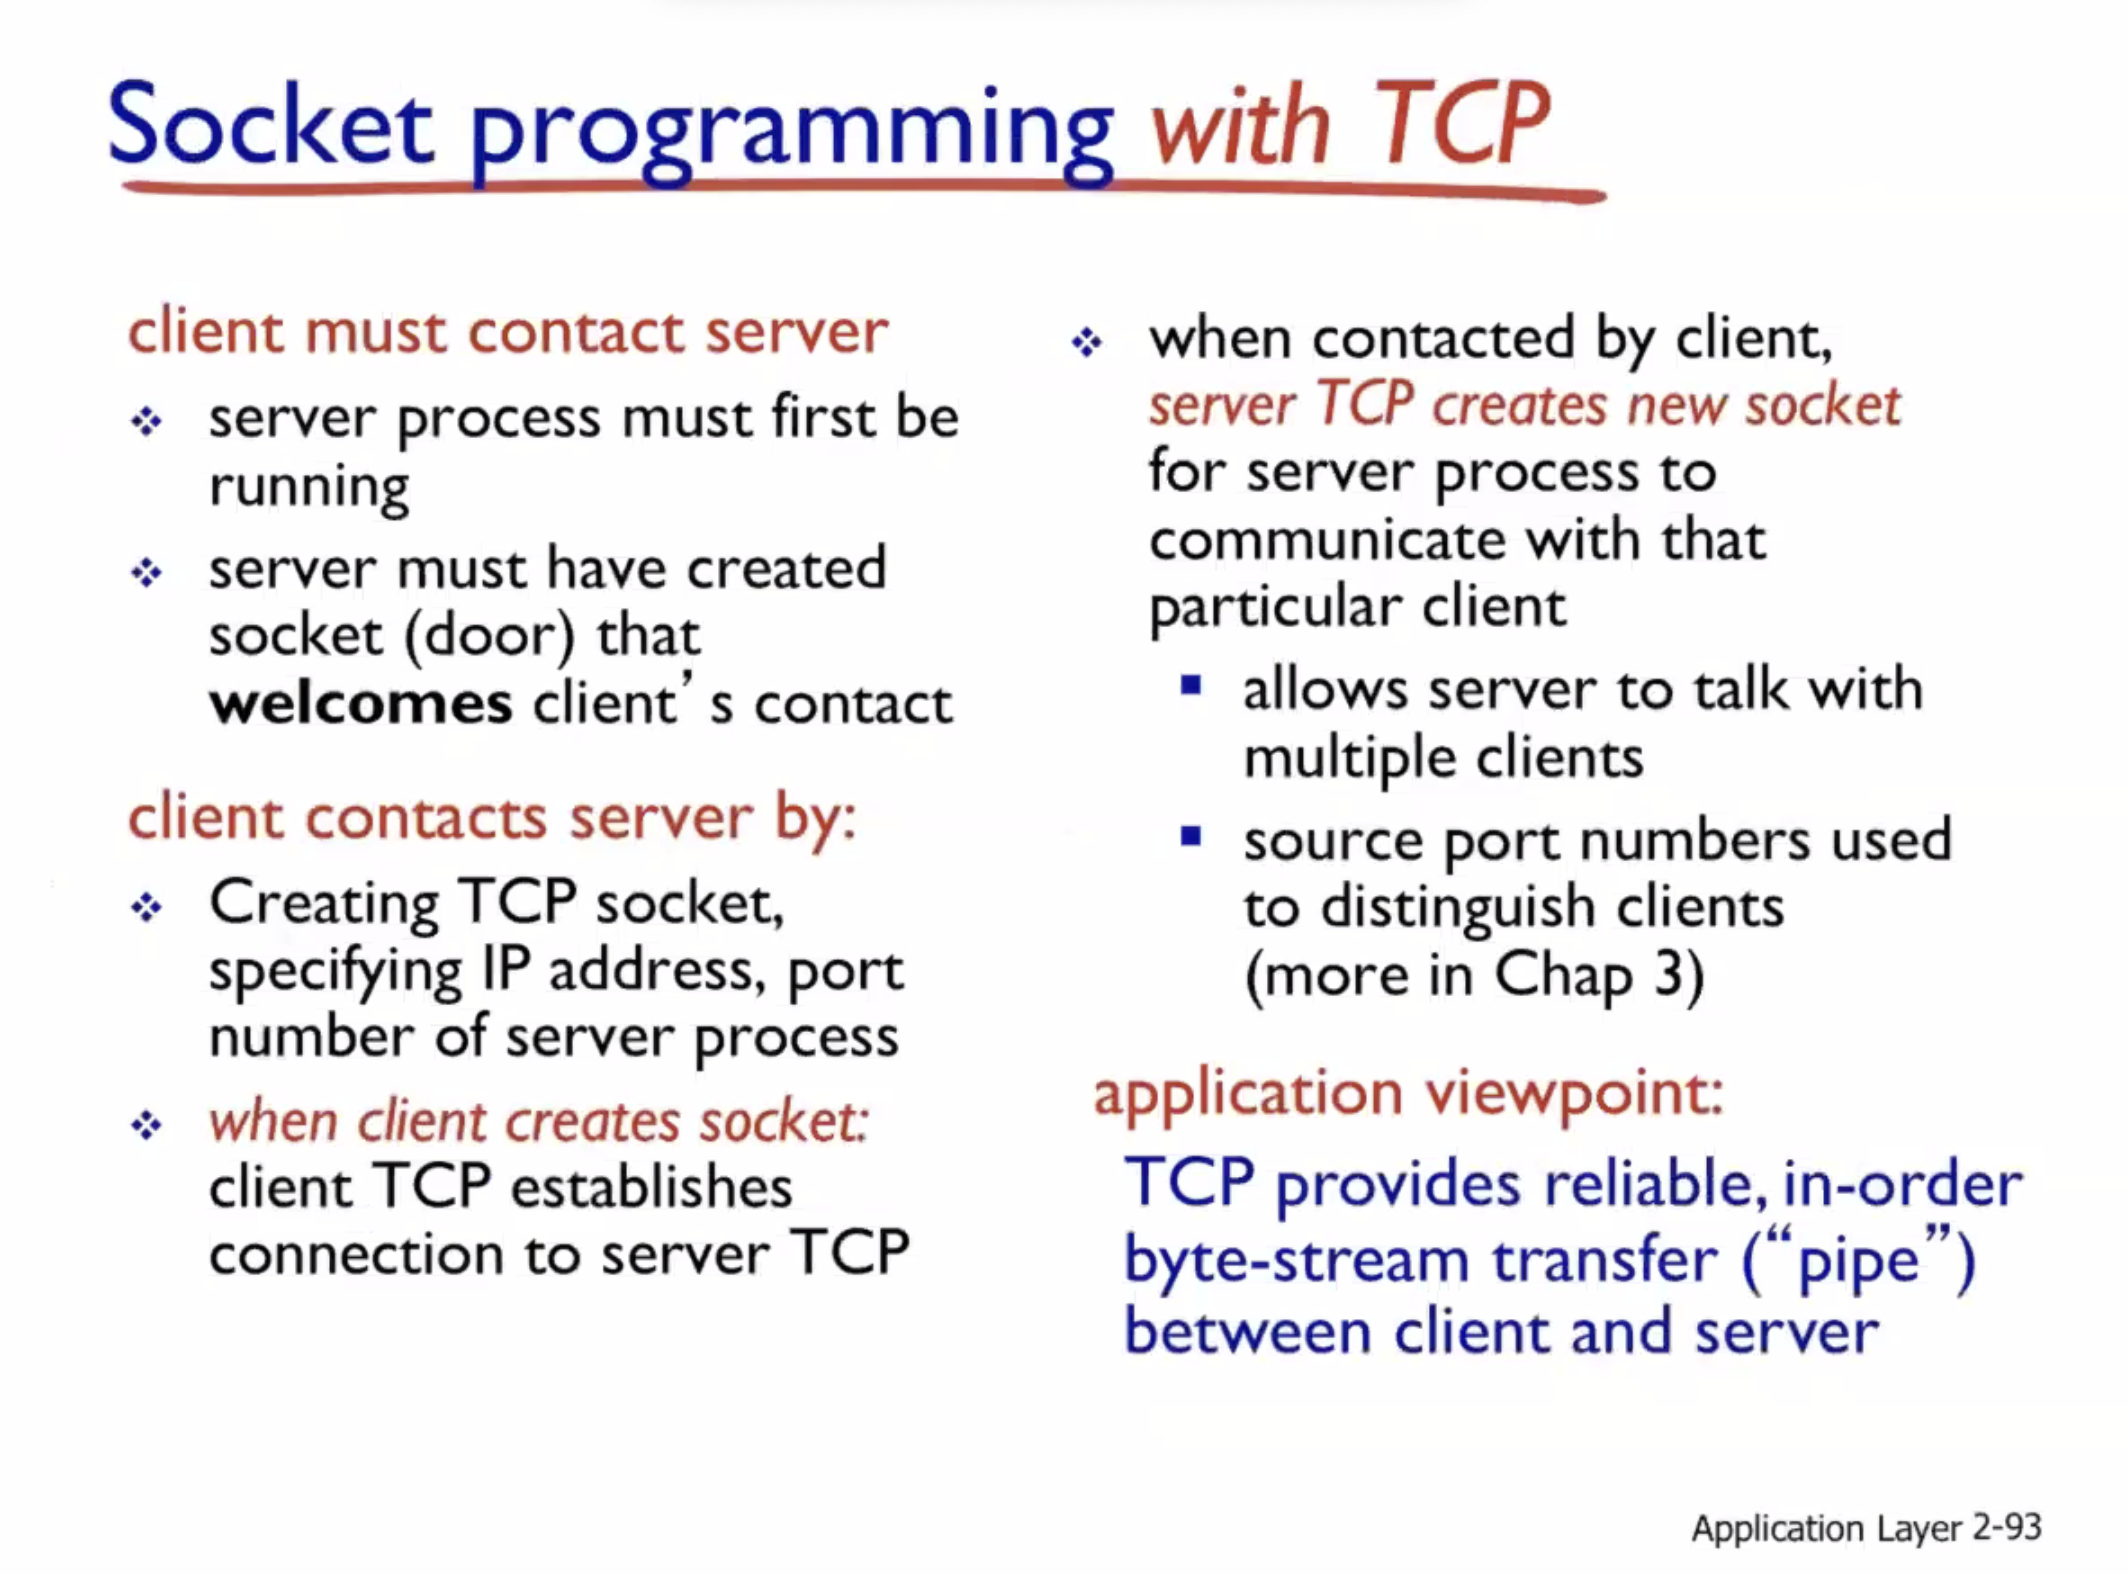 Socket programming with TCP
client must contact server
server process must first be
running
server must have created
socket (door) that
welcomes client’s contact
client contacts server by:
Creating TCP socket,
specifying IP address, port
number of server process
when client creates socket:
client TCP establishes
connection to server TCP
when contacted by client,
server TCP creates new socket
for server process to
communicate with that
particular client
allows server to talk with
multiple clients
source port numbers used
to distinguish clients
(more in Chap 3)
application viewpoint:
TCP provides reliable, in-order
byte-stream transfer (“pipe”)
between client and server
Application Layer 2-93